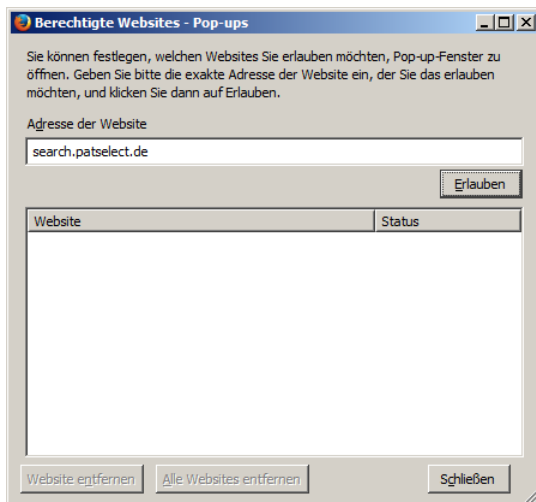 Berechtigte Websites - Pop-ups
Sie können festlegen, welchen Websites Sie erlauben möchten, Pop-up-Fenster zu
öffnen. Geben Sie bitte die exakte Adresse der Website ein, der Sie das erlauben
möchten, und klicken Sie dann auf Erlauben.
Adresse der Website
search.patselect.de
Erlauben
Website Status
Website entfernen Alle Websites entfernen Schließen